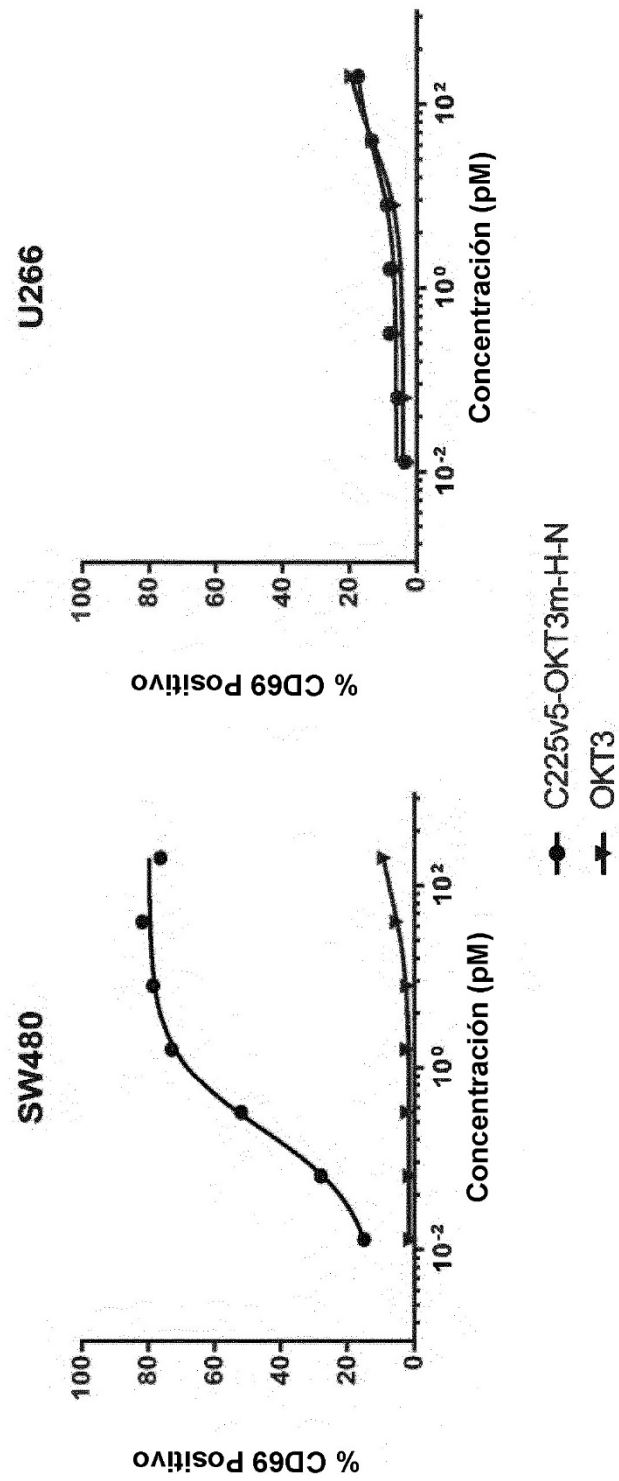 SW480
% CD69 Positivo
100
80
60
40
20
0
10-2
100
102
Concentración (pM)
U266
% CD69 Positivo
100
80
60
40
20
0
10-2
100
102
Concentración (pM)
C225v5-OKT3m-H-N
OKT3